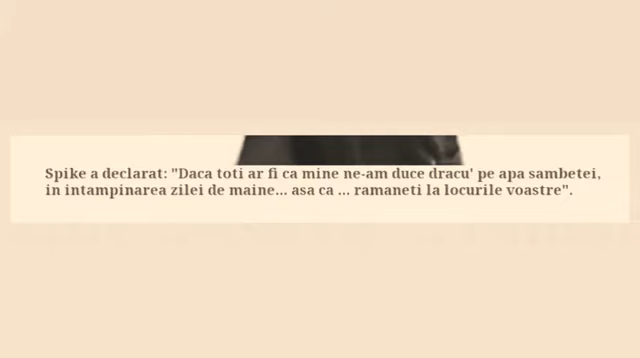 Spike a declarat: "Daca toti ar fi ca mine ne-am duce dracu' pe apa sambetei,
in intampinarea zilei de maine... asa ca ... ramaneti la locurile voastre".